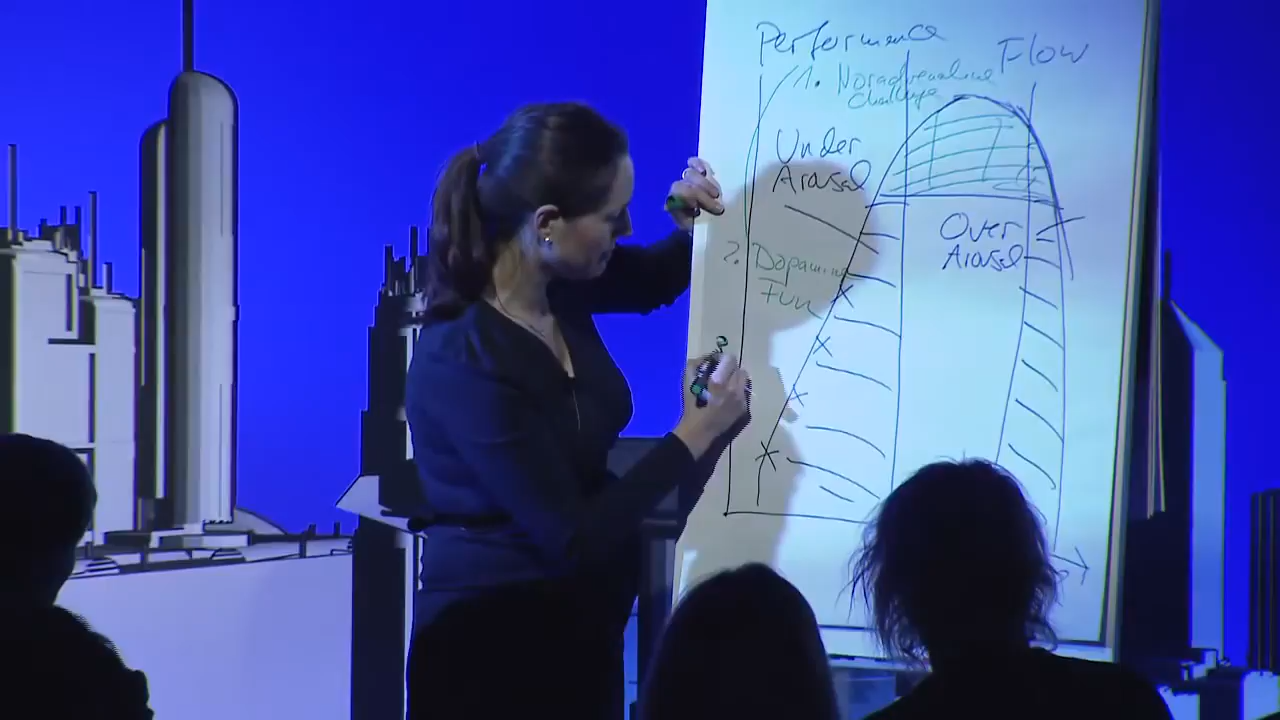 Performance
Flow
1. Noradrenaline
Challenge
Under
Arousal
Over
Arousal
2. Dopamine
Fun